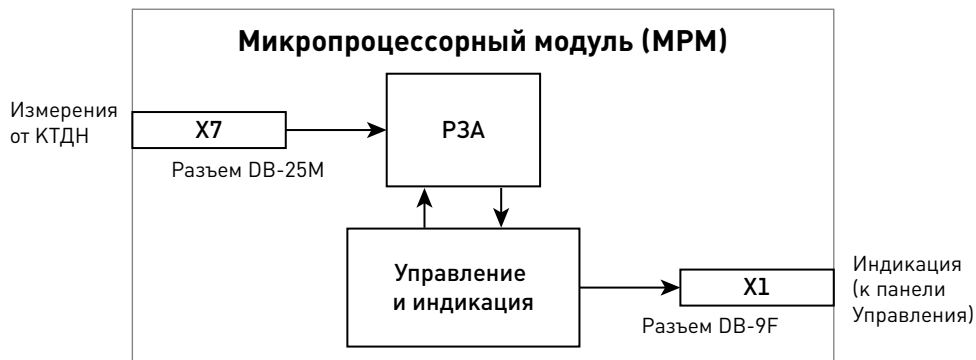 Микропроцессорный модуль (МРМ)
Измерения
от КТДН
X7
РЗА
Разъем DB-25M
Управление
и индикация
X1
Индикация
(к панели
Управления)
Разъем DB-9F